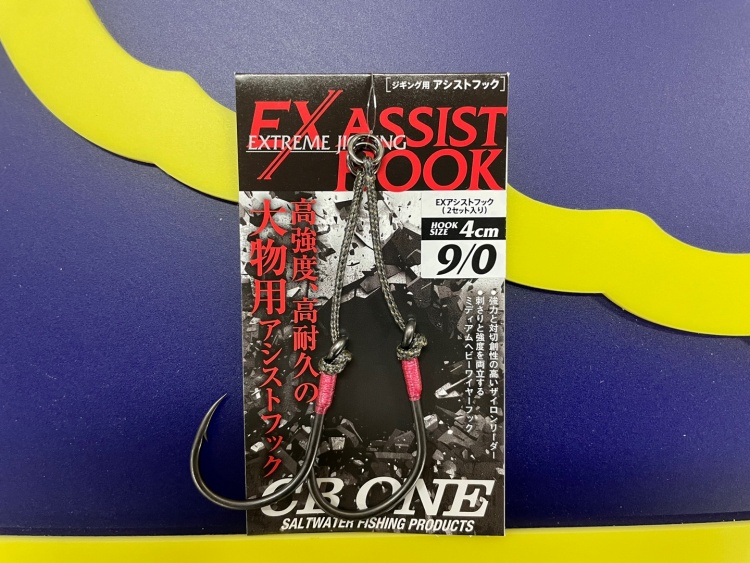 [ジギング用 アシストフック]
EX ASSIST
EXTREME JIGGING
HOOK
EXアシストフック
(2セット入り)
HOOK SIZE 4cm
9/0
高強度、高耐久の
大物用アシストフック
●強力と対切創性の高いザイロンリーダー
●刺さりと強度を両立する
ミディアムヘビーワイヤーフック
CB ONE
SALTWATER FISHING PRODUCTS